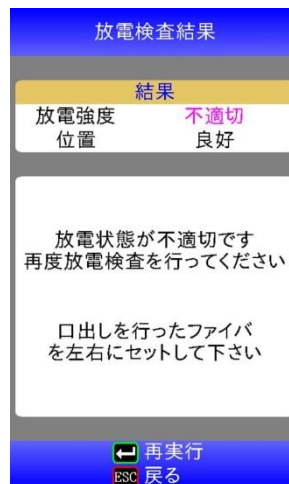 放電検査結果
結果
放電強度 不適切
位置 良好
放電状態が不適切です
再度放電検査を行ってください
口出しを行ったファイバ
を左右にセットして下さい
再実行
ESC 戻る